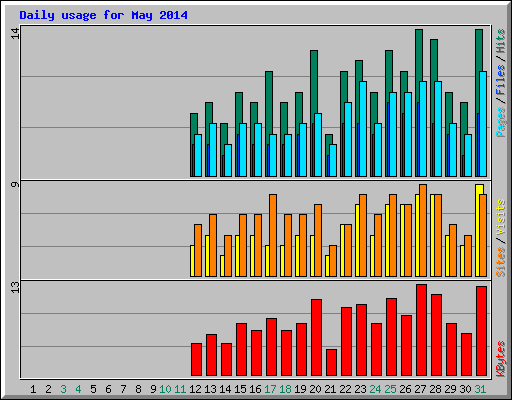 Daily usage for May 2014
14
9
13
Pages/Files/Hits
Sites/Visits
KBytes
1 2 3 4 5 6 7 8 9 10 11 12 13 14 15 16 17 18 19 20 21 22 23 24 25 26 27 28 29 30 31